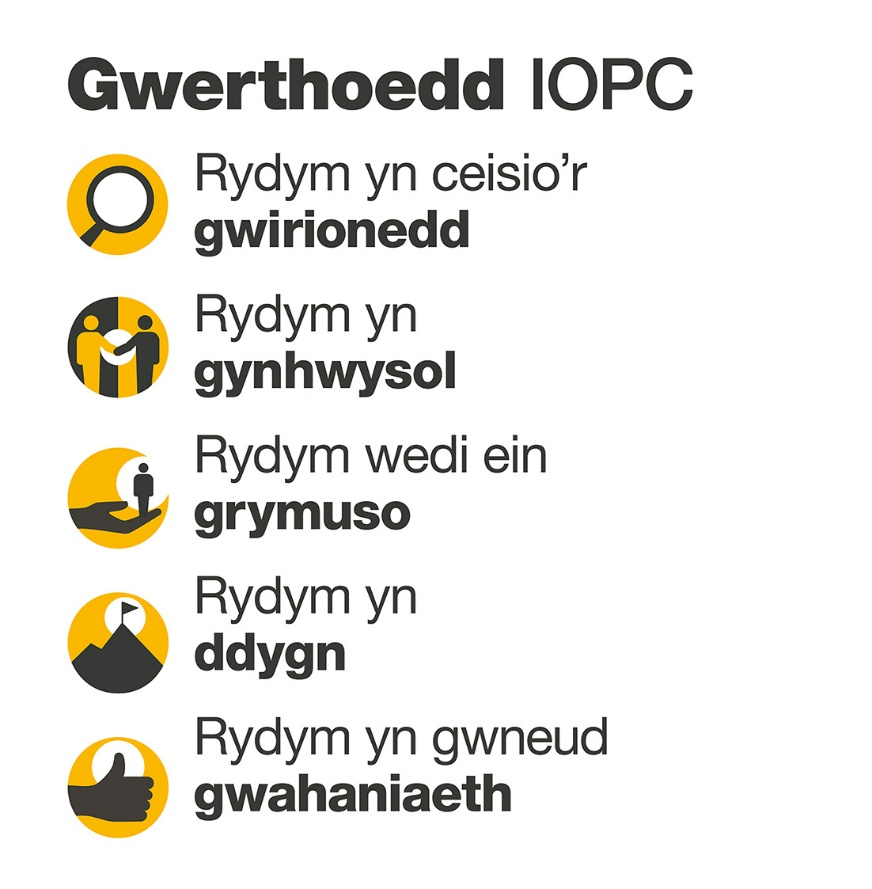 Gwerthoedd IOPC
Rydym yn ceisio’r
gwirionedd
Rydym yn
gynhwysol
Rydym wedi ein
grymuso
Rydym yn
ddygn
Rydym yn gwneud
gwahaniaeth